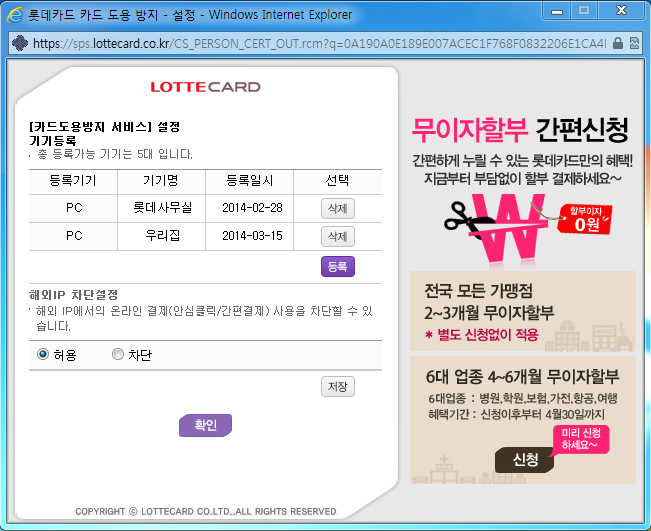 롯데카드 카드 도용 방지 - 설정 - Windows Internet Explorer
https://sps.lottecard.co.kr/CS_PERSON_CERT_OUT.rcm?q=0A190A0E189E007ACEC1F768F0832206E1CA4
LOTTECARD
[카드도용방지 서비스] 설정
기기등록
총 등록가능 기기는 5대 입니다.
등록기기 기기명 등록일시 선택
PC 롯데사무실 2014-02-28 삭제
PC 우리집 2014-03-15 삭제
등록
해외IP 차단설정
해외 IP에서의 온라인 결제(안심클릭/간편결제) 사용을 차단할 수 있
습니다.
허용 차단
저장
확인
COPYRIGHT ⓒ LOTTECARD CO.LTD..ALL RIGHTS RESERVED
무이자할부 간편신청
간편하게 누릴 수 있는 롯데카드만의 혜택!
지금부터 부담없이 할부 결제하세요~
할부이자
0원
전국 모든 가맹점
2~3개월 무이자할부
* 별도 신청없이 적용
6대 업종 4~6개월 무이자할부
6대업종 : 병원,학원,보험,가전,항공,여행
혜택기간 : 신청이후부터 4월30일까지
미리 신청
하세요~
신청